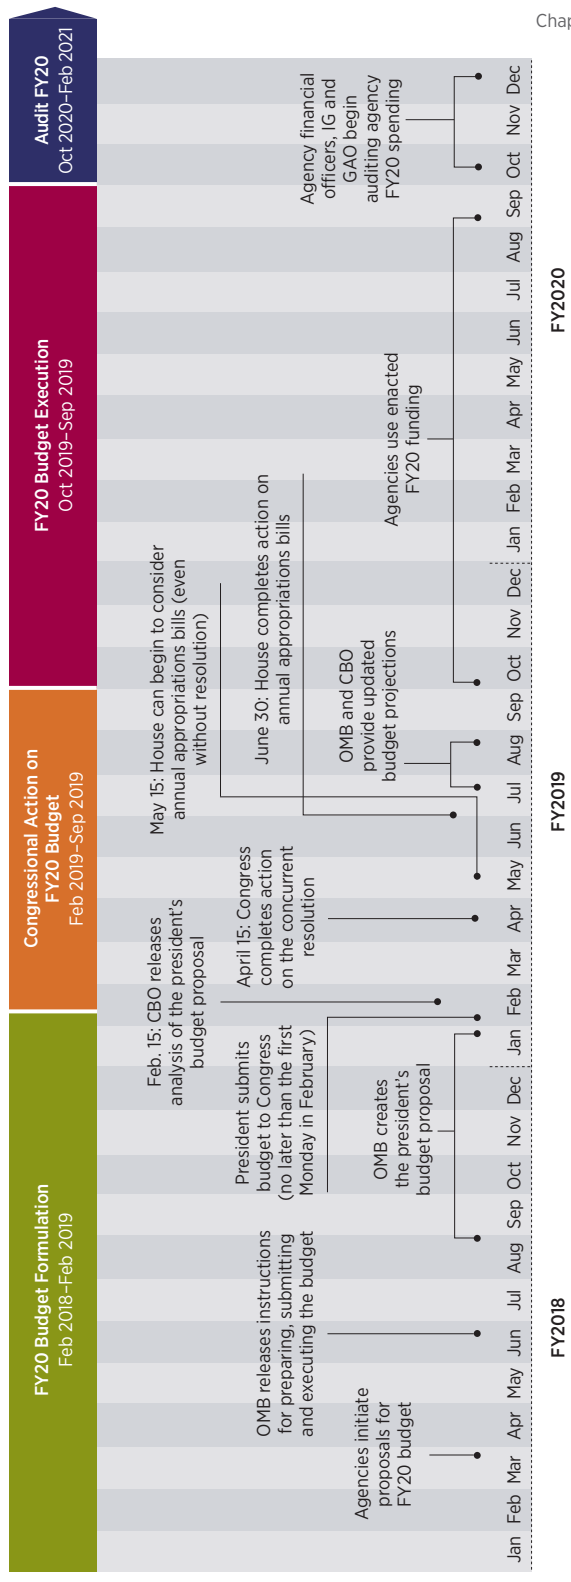 Chap
FY20 Budget Formulation
Feb 2018–Feb 2019
Congressional Action on
FY20 Budget
Feb 2019–Sep 2019
FY20 Budget Execution
Oct 2019–Sep 2019
Audit FY20
Oct 2020–Feb 2021
Agencies initiate
proposals for
FY20 budget
OMB releases instructions
for preparing, submitting
and executing the budget
OMB creates
the president's
budget proposal
President submits
budget to Congress
(no later than the first
Monday in February)
Feb. 15: CBO releases
analysis of the president's
budget proposal
April 15: Congress
completes action
on the concurrent
resolution
May 15: House can begin to consider
annual appropriations bills (even
without resolution)
June 30: House completes action on
annual appropriations bills
OMB and CBO
provide updated
budget projections
Agencies use enacted
FY20 funding
Agency financial
officers, IG and
GAO begin
auditing agency
FY20 spending
Jan Feb Mar Apr May Jun Jul Aug Sep Oct Nov Dec Jan Feb Mar Apr May Jun Jul Aug Sep Oct Nov Dec Jan Feb Mar Apr May Jun Jul Aug Sep Oct Nov Dec
FY2018 FY2019 FY2020